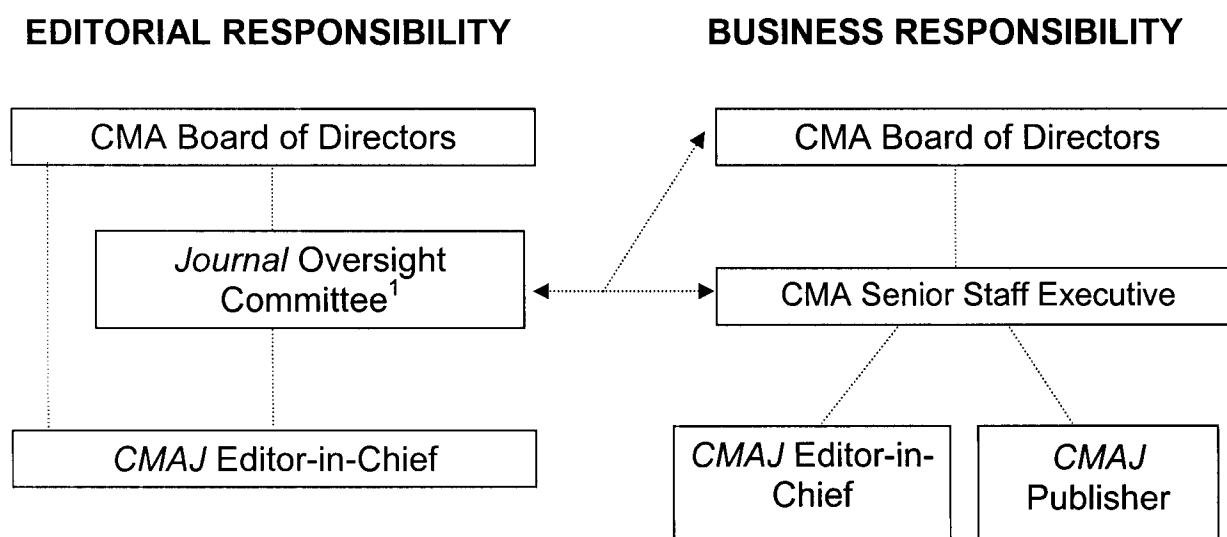 EDITORIAL RESPONSIBILITY
BUSINESS RESPONSIBILITY
CMA Board of Directors
CMA Board of Directors
Journal Oversight
Committee¹
CMA Senior Staff Executive
CMAJ Editor-in-Chief
CMAJ Editor-in-
Chief
CMAJ
Publisher